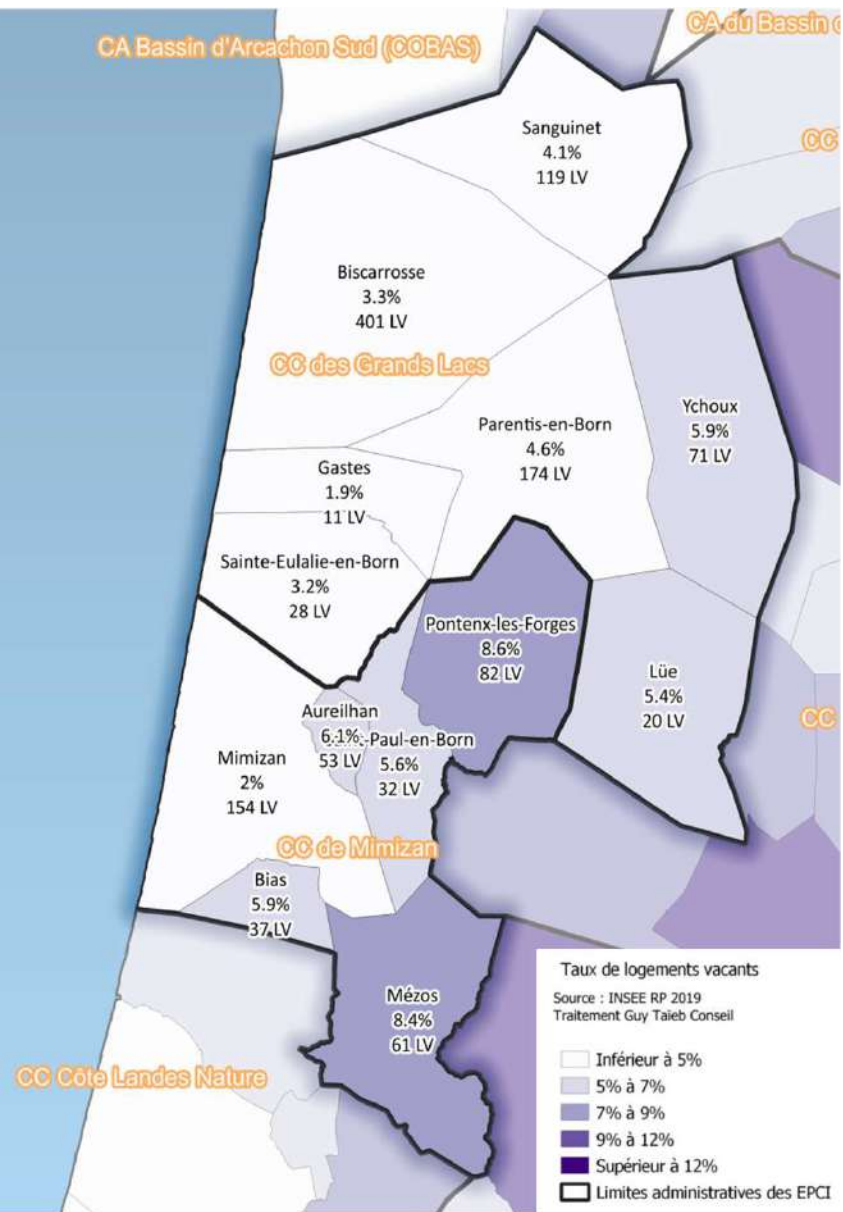 CA Bassin d'Arcachon Sud (COBAS)
CA du Bassin
CC
Sanguinet
4.1%
119 LV
Biscarrosse
3.3%
401 LV
CC des Grands Lacs
Ychoux
5.9%
71 LV
Parentis-en-Born
4.6%
174 LV
Gastes
1.9%
11 LV
Sainte-Eulalie-en-Born
3.2%
28 LV
Pontenx-les-Forges
8.6%
82 LV
Lüe
5.4%
20 LV
CC
Aureilhan
6.1%
53 LV
-Paul-en-Born
5.6%
32 LV
Mimizan
2%
154 LV
CC de Mimizan
Bias
5.9%
37 LV
Mézos
8.4%
61 LV
CC Côte Landes Nature
Taux de logements vacants
Source : INSEE RP 2019
Traitement Guy Taïeb Conseil
Inférieur à 5%
5% à 7%
7% à 9%
9% à 12%
Supérieur à 12%
Limites administratives des EPCI